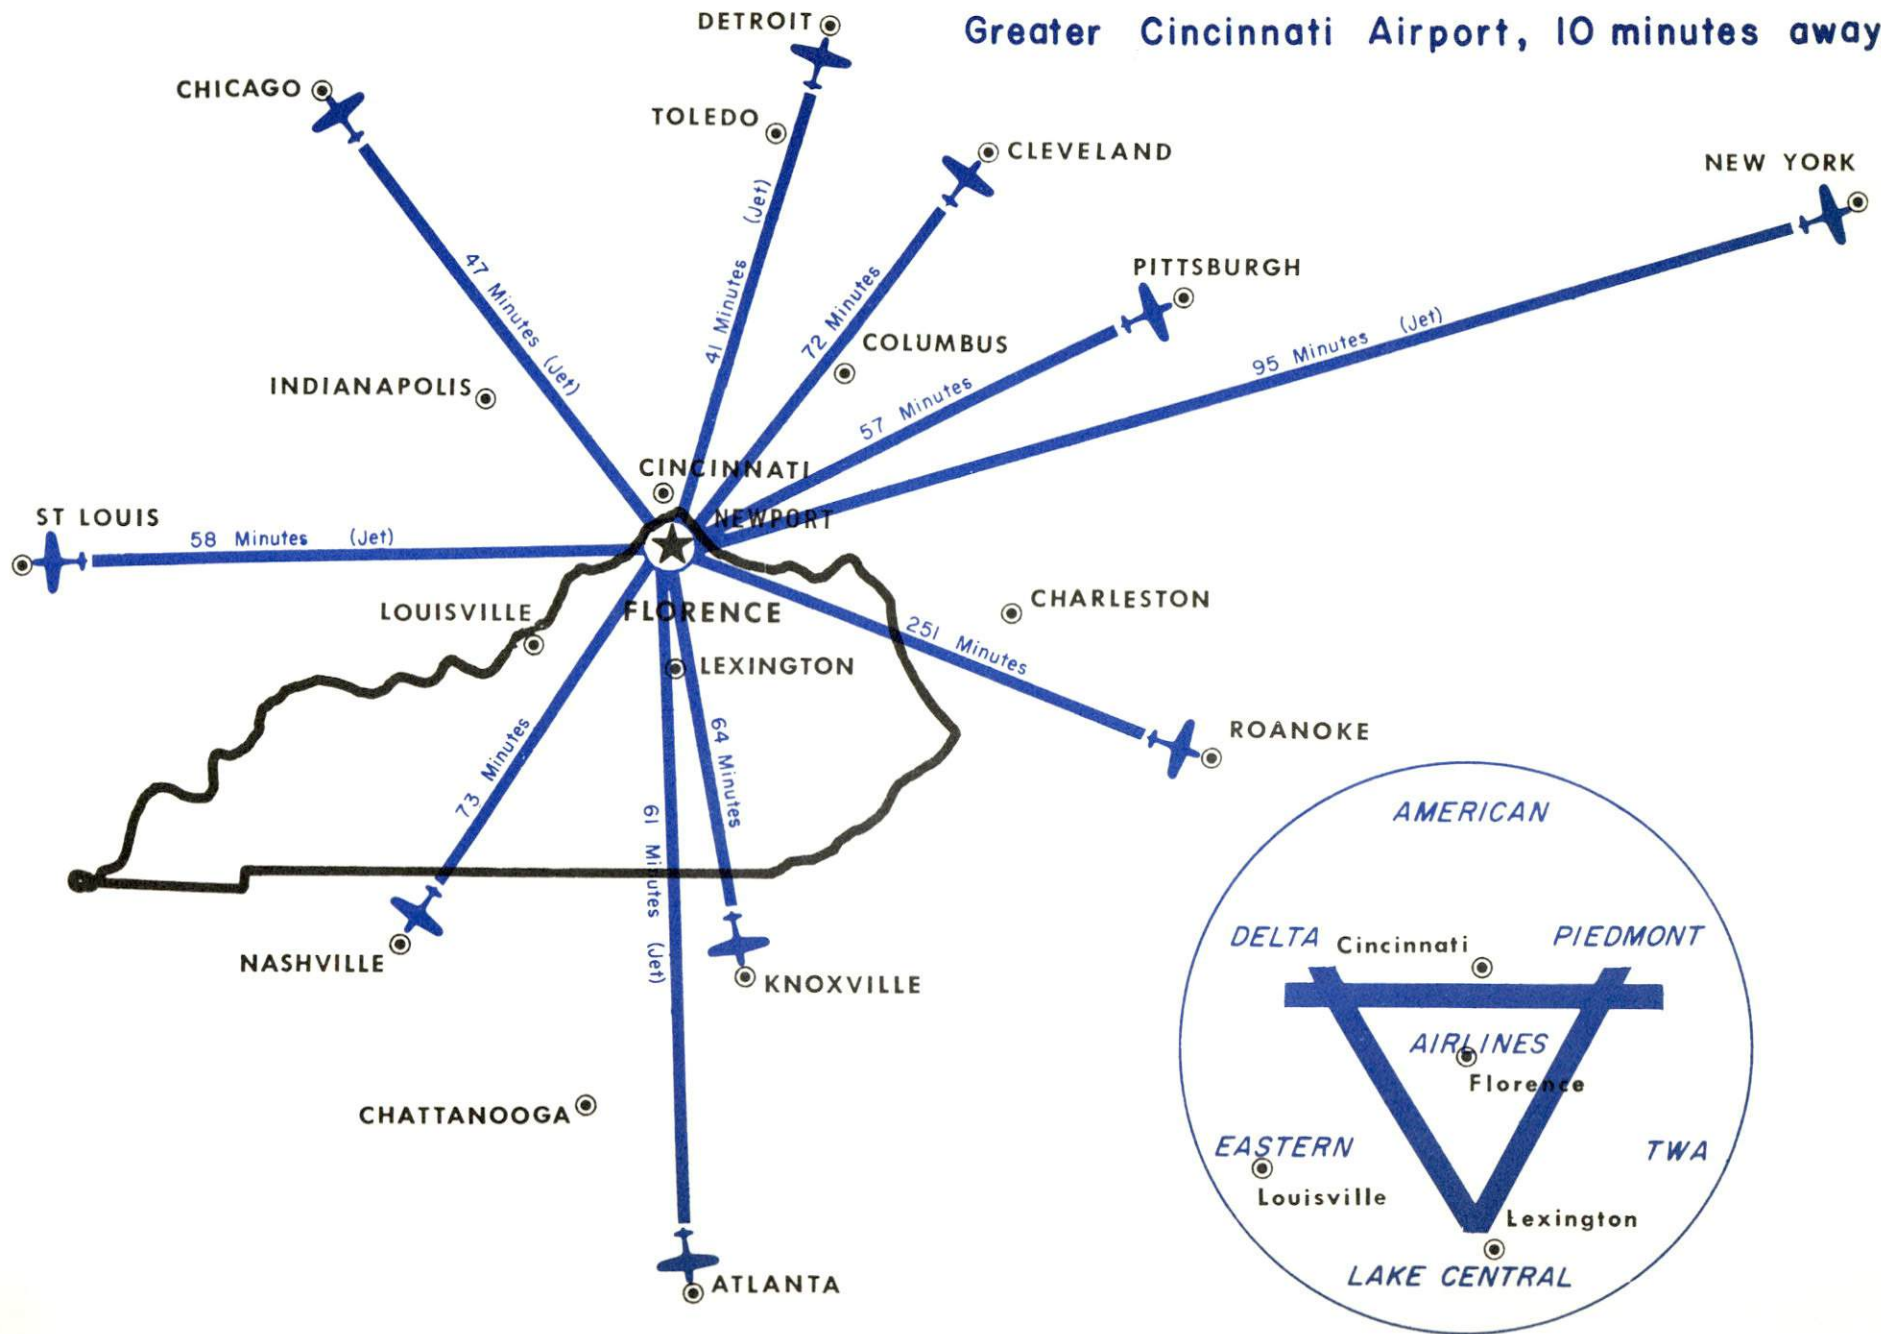 Greater Cincinnati Airport, 10 minutes away
DETROIT
CHICAGO
TOLEDO
CLEVELAND
NEW YORK
PITTSBURGH
COLUMBUS
INDIANAPOLIS
47 Minutes (Jet)
41 Minutes (Jet)
72 Minutes
57 Minutes
95 Minutes (Jet)
CINCINNATI
NEWPORT
ST LOUIS
58 Minutes (Jet)
LOUISVILLE
FLORENCE
CHARLESTON
251 Minutes
LEXINGTON
ROANOKE
73 Minutes
61 Minutes (Jet)
64 Minutes
NASHVILLE
KNOXVILLE
CHATTANOOGA
ATLANTA
AMERICAN
DELTA
Cincinnati
PIEDMONT
AIRLINES
Florence
EASTERN
TWA
Louisville
Lexington
LAKE CENTRAL